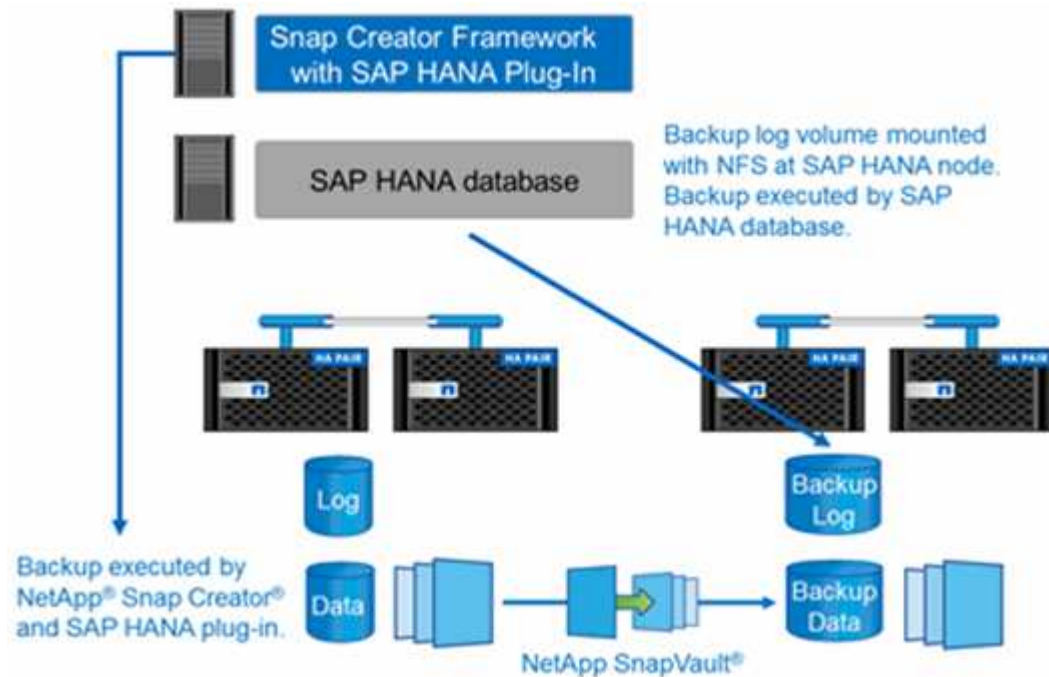 Snap Creator Framework
with SAP HANA Plug-In
SAP HANA database
Backup log volume mounted
with NFS at SAP HANA node.
Backup executed by SAP
HANA database.
HA PAIR
HA PAIR
HA PAIR
HA PAIR
Log
Backup
Log
Backup executed by
NetApp® Snap Creator®
and SAP HANA plug-in.
Data
Backup
Data
NetApp SnapVault®